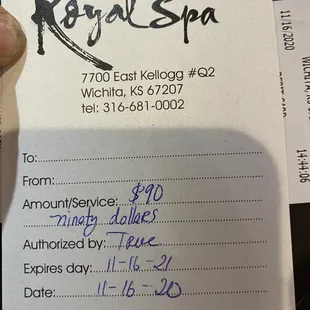 Royal Spa
7700 East Kellogg #Q2
Wichita, KS 67207
tel: 316-681-0002
To:
From:
Amount/Service: $90
ninety dollars
Authorized by: True
Expires day: 11-16-21
Date: 11-16-20
11/16/2020
14:44:06